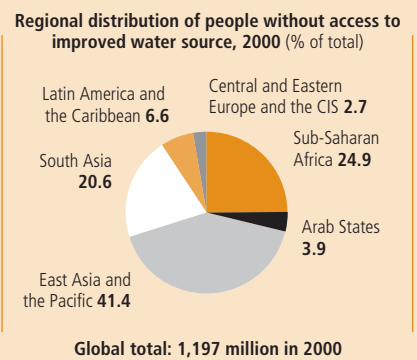 Regional distribution of people without access to
improved water source, 2000 (% of total)
Latin America and
the Caribbean 6.6
Central and Eastern
Europe and the CIS 2.7
Sub-Saharan
Africa 24.9
South Asia
20.6
Arab States
3.9
East Asia and
the Pacific 41.4
Global total: 1,197 million in 2000